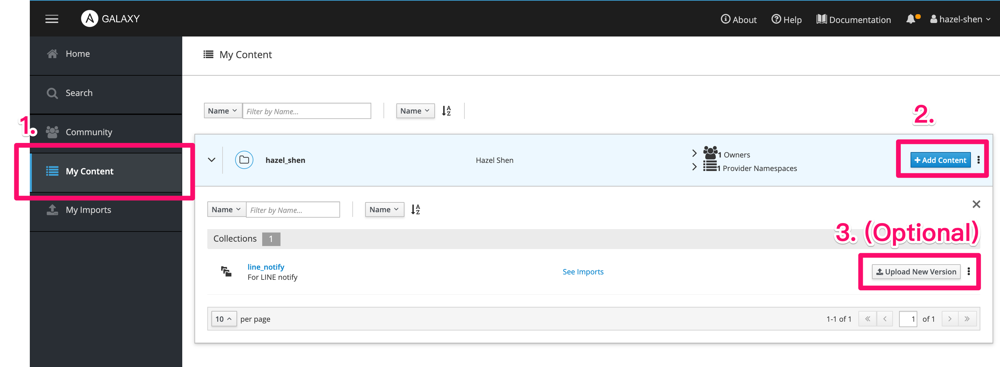 GALAXY
About
Help
Documentation
hazel-shen
Home
Search
Community
My Content
My Imports
1.
My Content
Name
Filter by Name...
Name
A
Z
2.
hazel_shen
Hazel Shen
1 Owners
1 Provider Namespaces
+ Add Content
Name
Filter by Name...
Name
A
Z
3. (Optional)
Collections 1
line_notify
For LINE notify
See Imports
Upload New Version
10 per page
1-1 of 1
1 of 1